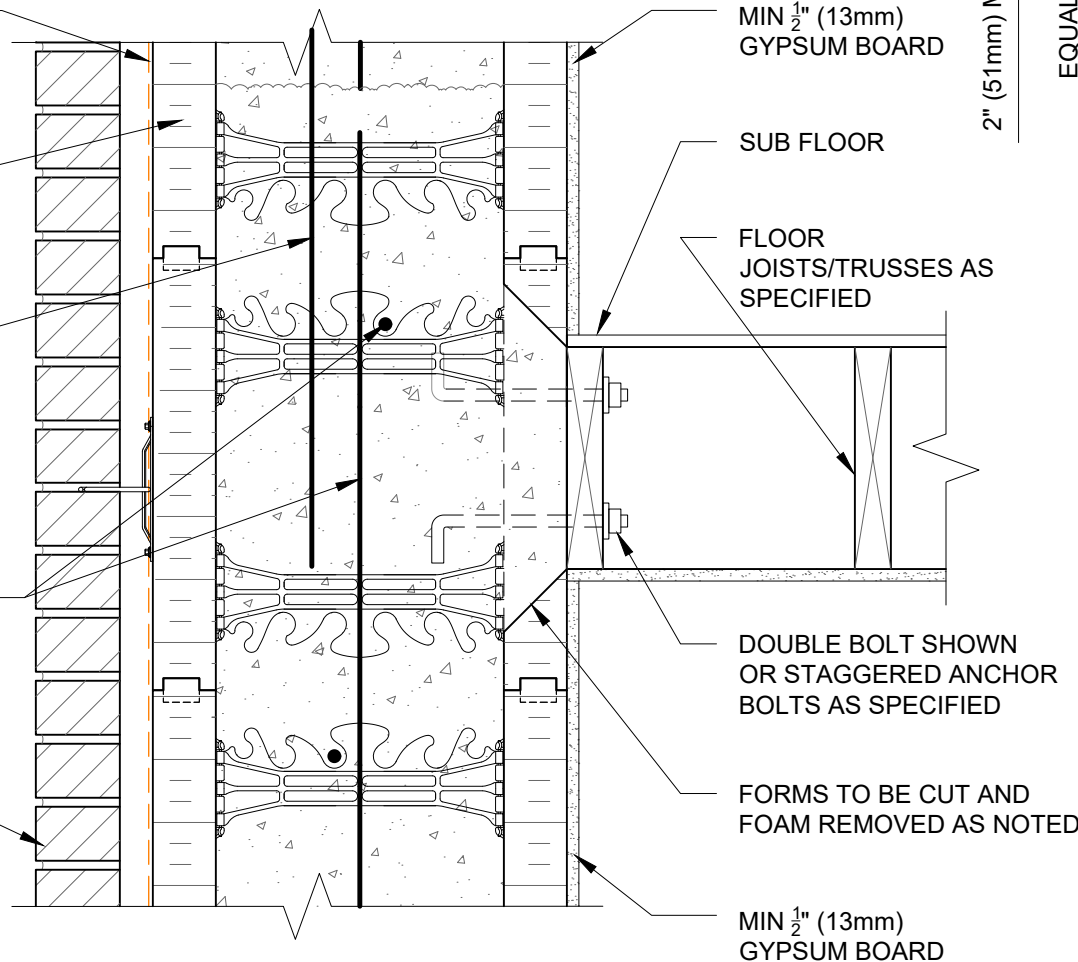 MIN 1/2" (13mm)
GYPSUM BOARD
2" (51mm)
EQUAL
SUB FLOOR
FLOOR
JOISTS/TRUSSES AS
SPECIFIED
DOUBLE BOLT SHOWN
OR STAGGERED ANCHOR
BOLTS AS SPECIFIED
FORMS TO BE CUT AND
FOAM REMOVED AS NOTED
MIN 1/2" (13mm)
GYPSUM BOARD